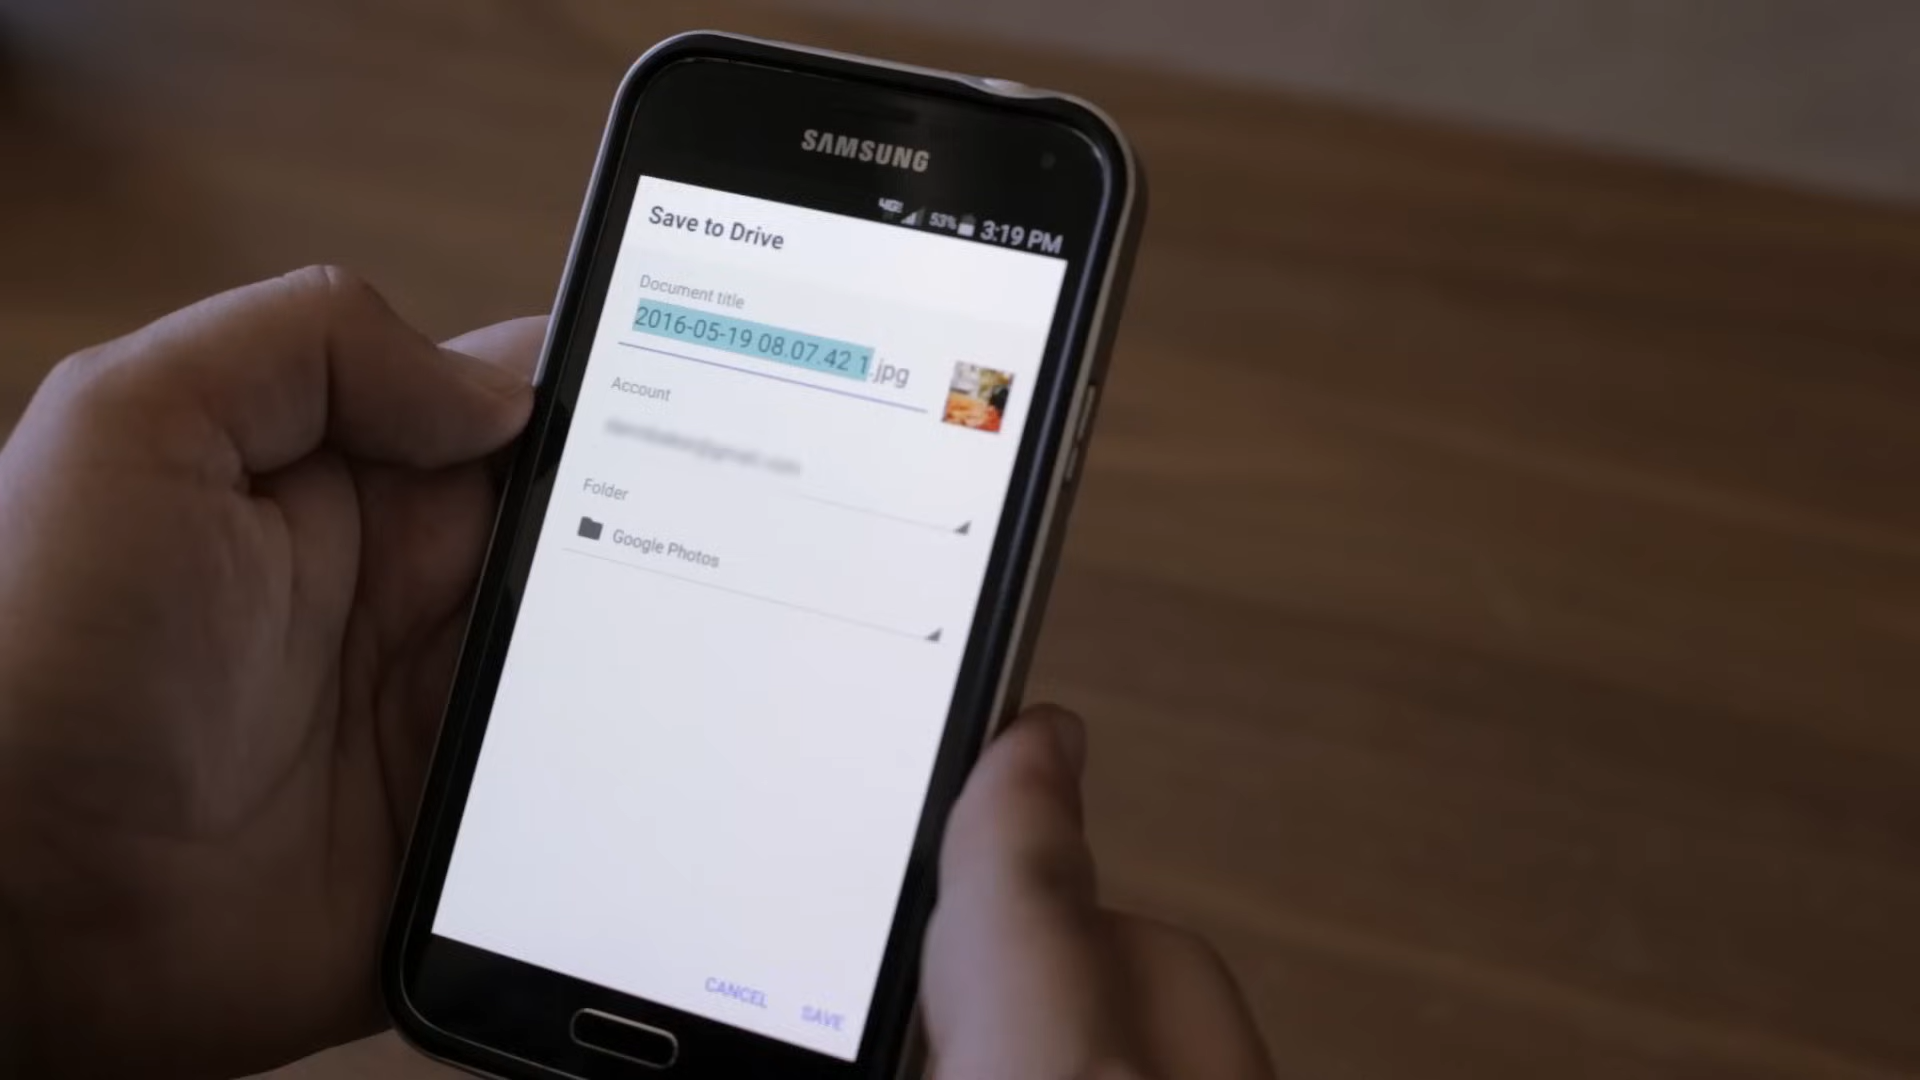 SAMSUNG
4G 53% 3:19 PM
Save to Drive
Document title
2016-05-19 08.07.42 1.jpg
Account
Folder
Google Photos
CANCEL SAVE